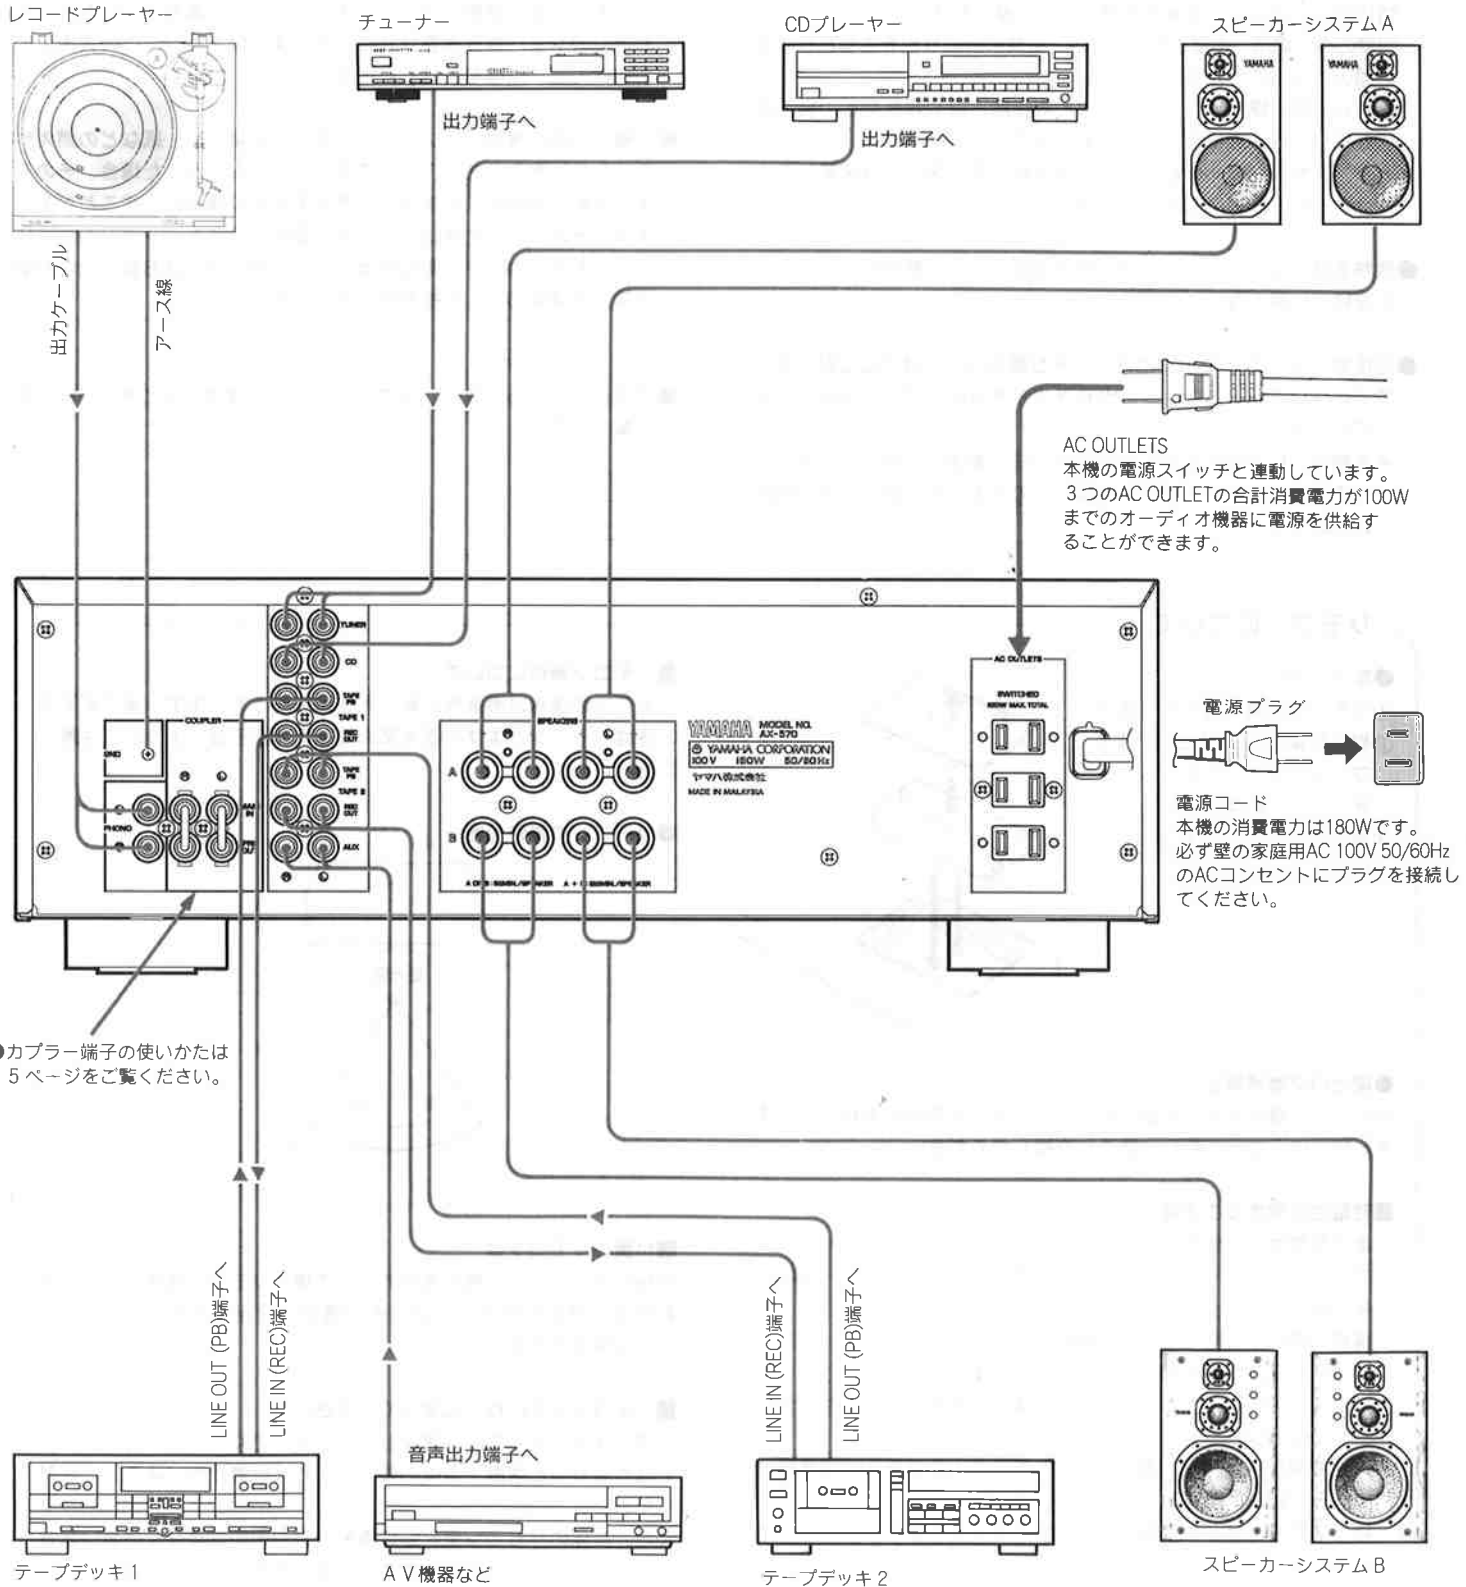 レコードプレーヤー
チューナー
CDプレーヤー
スピーカーシステムA
YAMAHA
YAMAHA
出力端子へ
出力端子へ
出力ケーブル
アース線
AC OUTLETS
本機の電源スイッチと連動しています。
3つのAC OUTLETの合計消費電力が100W
までのオーディオ機器に電源を供給す
ることができます。
TUNER
CD
TAPE PB
TAPE 1
REC OUT
TAPE PB
TAPE 2
REC OUT
AUX
COUPLER
GND
PHONO
R
L
MAIN IN
R
L
SPEAKERS
R
L
A
B
YAMAHA MODEL NO. AX-570
YAMAHA CORPORATION
100V 180W 50/60Hz
ヤマハ株式会社
MADE IN MALAYSIA
AC OUTLETS
SWITCHED
100W MAX. TOTAL
電源プラグ
電源コード
本機の消費電力は180Wです。
必ず壁の家庭用AC 100V 50/60Hz
のACコンセントにプラグを接続し
てください。
●カプラー端子の使いかたは
5ページをご覧ください。
LINE OUT (PB)端子へ
LINE IN (REC)端子へ
音声出力端子へ
LINE IN (REC)端子へ
LINE OUT (PB)端子へ
テープデッキ1
AV機器など
テープデッキ2
スピーカーシステムB